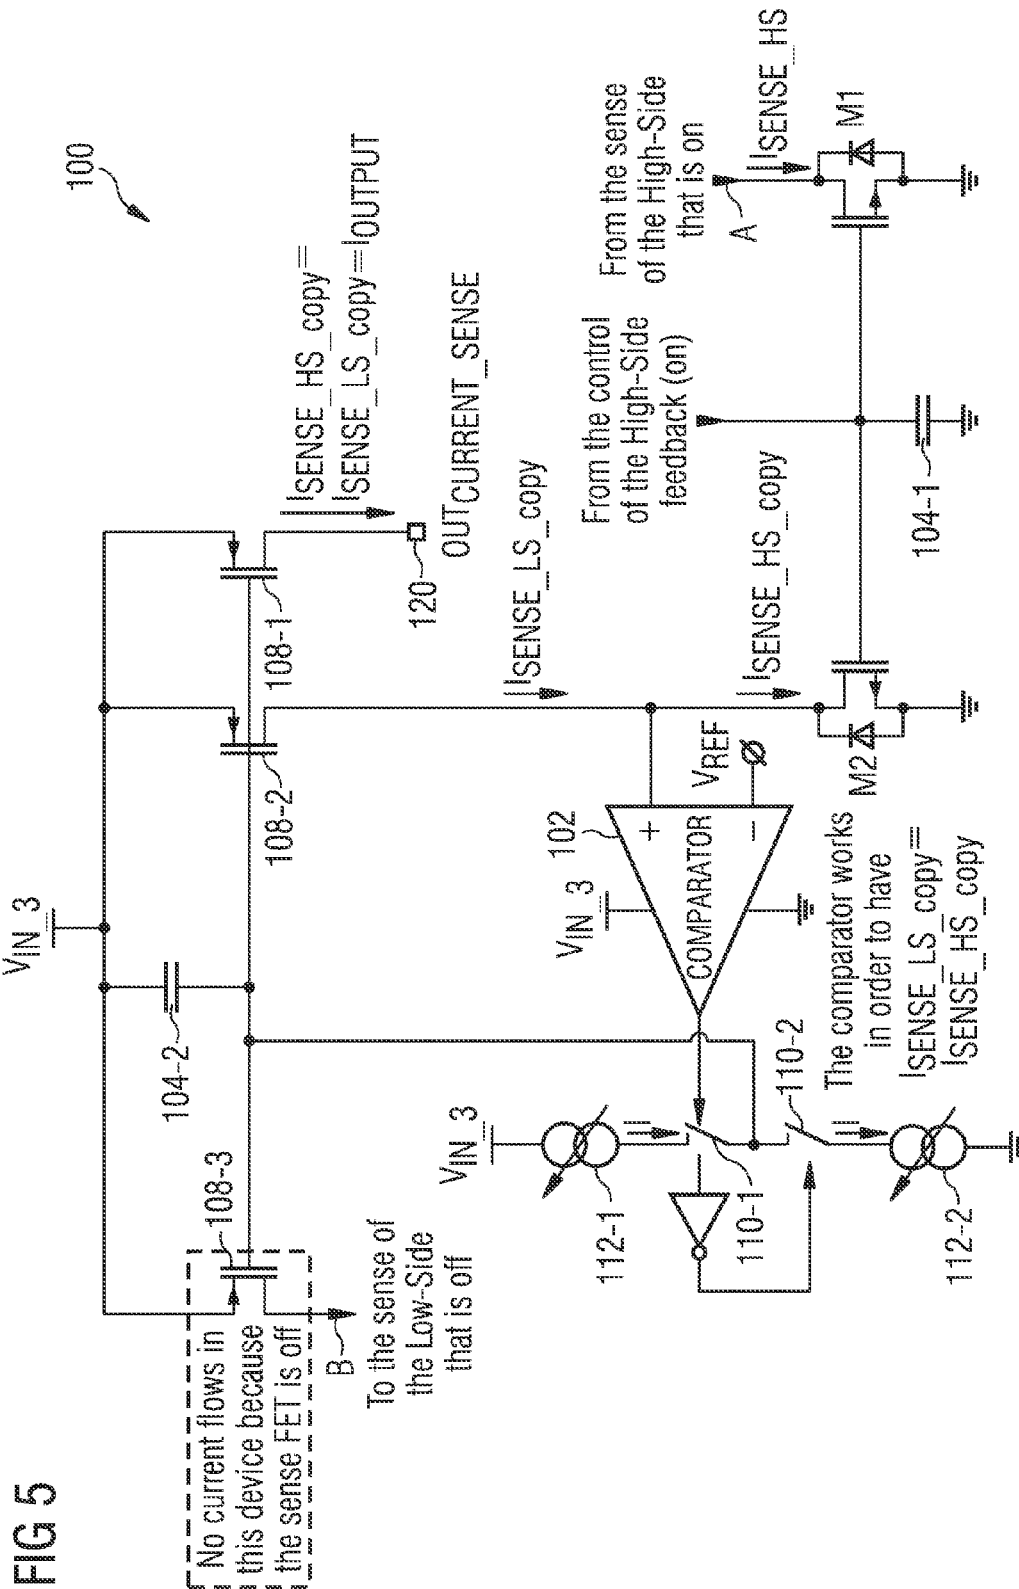 FIG 5
100
V_IN_3
No current flows in
this device because
the sense FET is off
108-3
B
To the sense of
the Low-Side
that is off
104-2
108-2
108-1
I_SENSE_HS_copy=
I_SENSE_LS_copy=I_OUTPUT
120
OUT_CURRENT_SENSE
I_SENSE_LS_copy
V_IN_3
112-1
I
110-1
110-2
I
112-2
V_IN_3
102
COMPARATOR
+
−
V_REF
The comparator works
in order to have
I_SENSE_LS_copy=
I_SENSE_HS_copy
I_SENSE_HS_copy
M2
From the control
of the High-Side
feedback (on)
104-1
From the sense
of the High-Side
that is on
A
I_SENSE_HS
M1